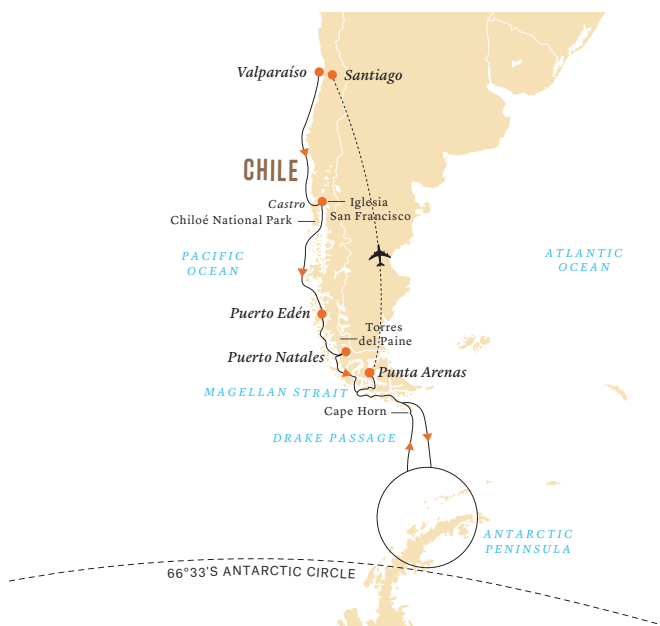 Valparaíso
Santiago
CHILE
Castro
Iglesia
San Francisco
Chiloé National Park
PACIFIC
OCEAN
ATLANTIC
OCEAN
Puerto Edén
Torres
del Paine
Puerto Natales
Punta Arenas
MAGELLAN STRAIT
Cape Horn
DRAKE PASSAGE
ANTARCTIC
PENINSULA
66°33'S ANTARCTIC CIRCLE